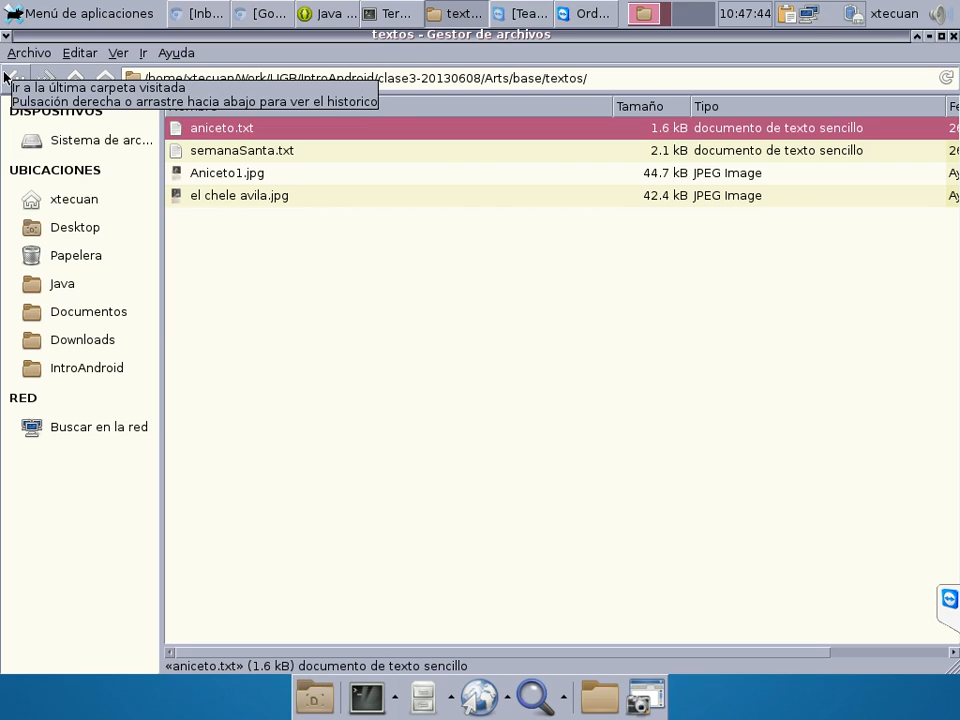 Menú de aplicaciones [Inb... [Go... Java ... Ter... text... [Tea... Ord... 10:47:44 xtecuan
textos - Gestor de archivos
Archivo Editar Ver Ir Ayuda
/home/xtecuan/Work/UGB/IntroAndroid/clase3-20130608/Arts/base/textos/
Ir a la última carpeta visitada
Pulsación derecha o arrastre hacia abajo para ver el historico
Tamaño Tipo
DISPOSITIVOS
Sistema de arc...
UBICACIONES
xtecuan
Desktop
Papelera
Java
Documentos
Downloads
IntroAndroid
RED
Buscar en la red
aniceto.txt 1.6 kB documento de texto sencillo 26
semanaSanta.txt 2.1 kB documento de texto sencillo 26
Aniceto1.jpg 44.7 kB JPEG Image Ay
el chele avila.jpg 42.4 kB JPEG Image Ay
«aniceto.txt» (1.6 kB) documento de texto sencillo